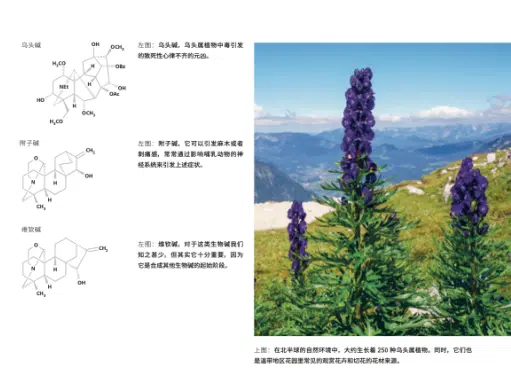 乌头碱
OH
OCH3
H3CO
OBz
H
NEt
H
OH
OAc
HO
H
OCH3
H3CO
左图：乌头碱，乌头属植物中毒引发
的致死性心律不齐的元凶。
附子碱
O
CH2
N
H
OH
H
CH3
左图：附子碱，它可以引发麻木或者
刺痛感，常常通过影响哺乳动物的神
经系统来引发上述症状。
维钦碱
O
CH2
N
H
H
OH
CH3
左图：维钦碱，对于这类生物碱我们
知之甚少，但其实它十分重要，因为
它是合成其他生物碱的起始阶段。
上图：在北半球的自然环境中，大约生长着 250 种乌头属植物。同时，它们也
是温带地区花园里常见的观赏花卉和切花的花材来源。